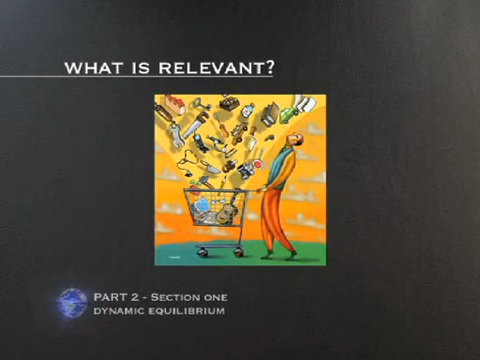 WHAT IS RELEVANT?
PART 2 - SECTION ONE
DYNAMIC EQUILIBRIUM